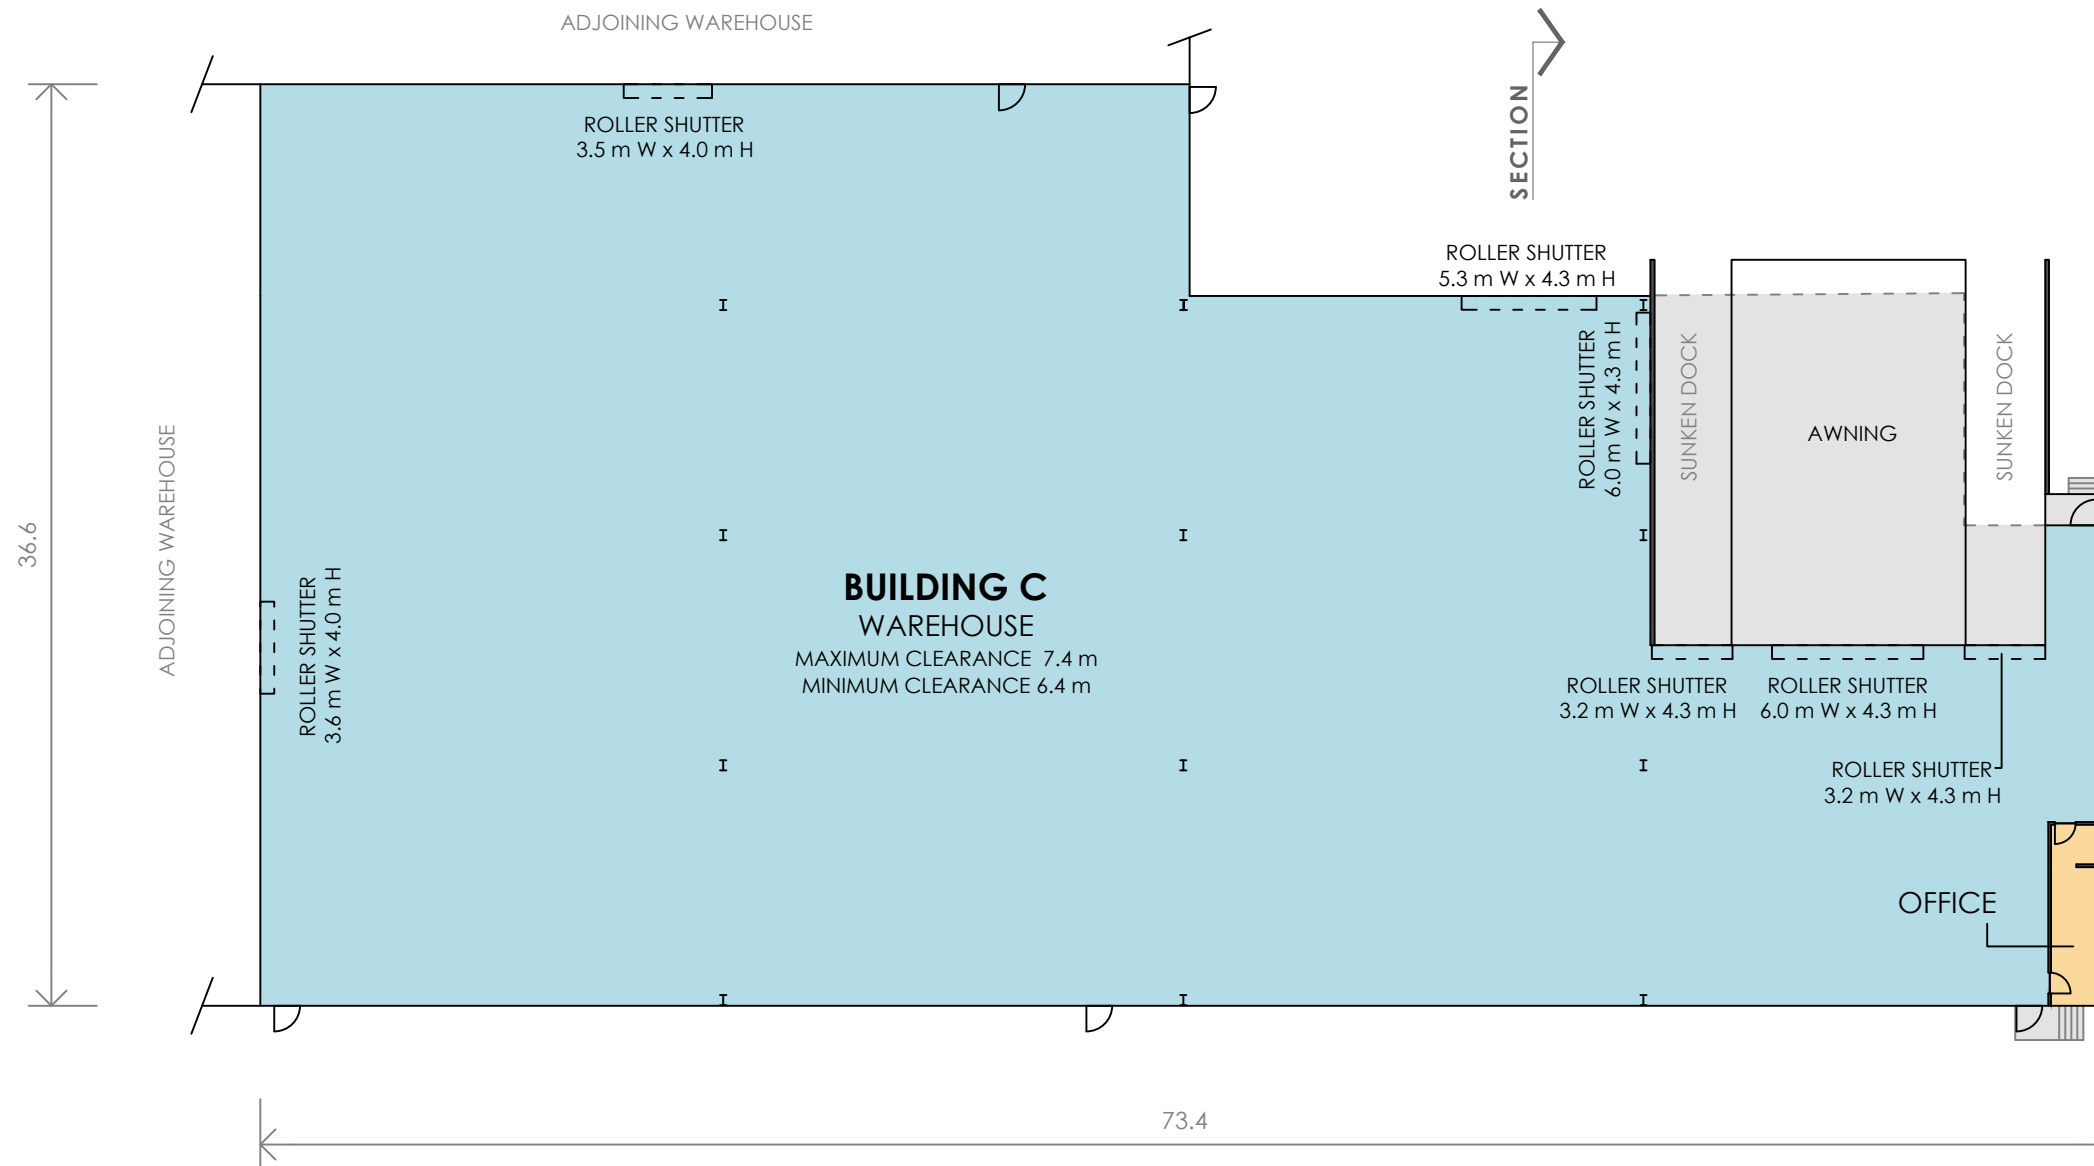 ADJOINING WAREHOUSE
SECTION
ROLLER SHUTTER
3.5 m W x 4.0 m H
ROLLER SHUTTER
5.3 m W x 4.3 m H
ROLLER SHUTTER
6.0 m W x 4.3 m H
SUNKEN DOCK
AWNING
SUNKEN DOCK
36.6
ADJOINING WAREHOUSE
ROLLER SHUTTER
3.6 m W x 4.0 m H
BUILDING C
WAREHOUSE
MAXIMUM CLEARANCE 7.4 m
MINIMUM CLEARANCE 6.4 m
ROLLER SHUTTER
3.2 m W x 4.3 m H
ROLLER SHUTTER
6.0 m W x 4.3 m H
ROLLER SHUTTER
3.2 m W x 4.3 m H
OFFICE
73.4